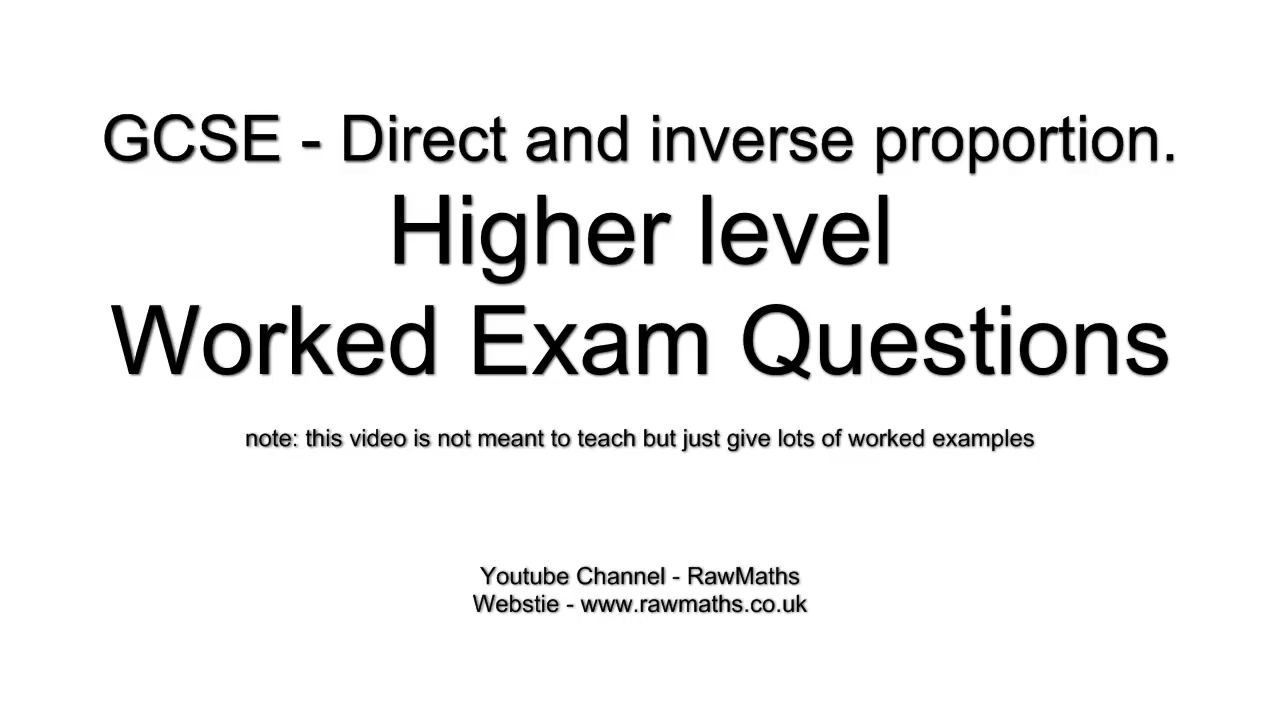 GCSE - Direct and inverse proportion.
Higher level
Worked Exam Questions
note: this video is not meant to teach but just give lots of worked examples
Youtube Channel - RawMaths
Webstie - www.rawmaths.co.uk